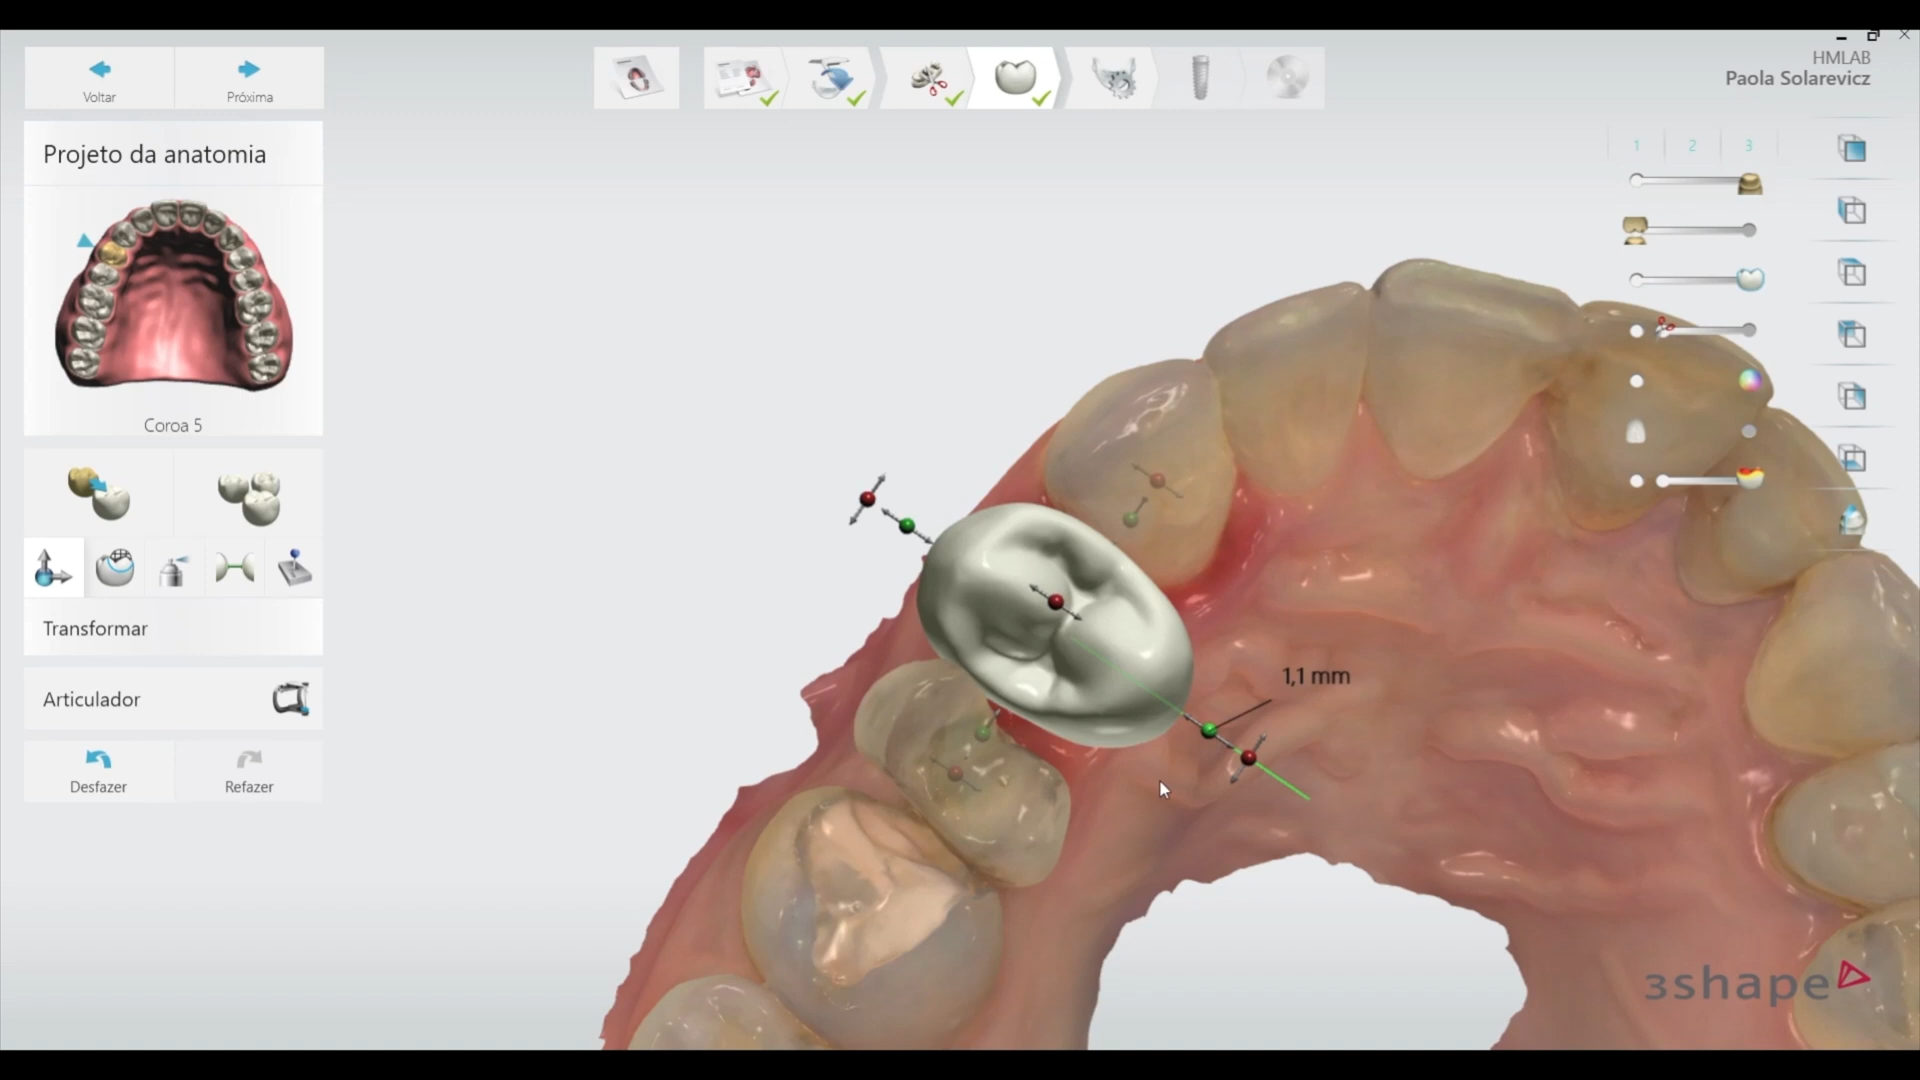 HMLAB
Paola Solarevicz
Voltar
Próxima
Projeto da anatomia
1 2 3
Coroa 5
Transformar
1,1 mm
Articulador
Desfazer
Refazer
3shape